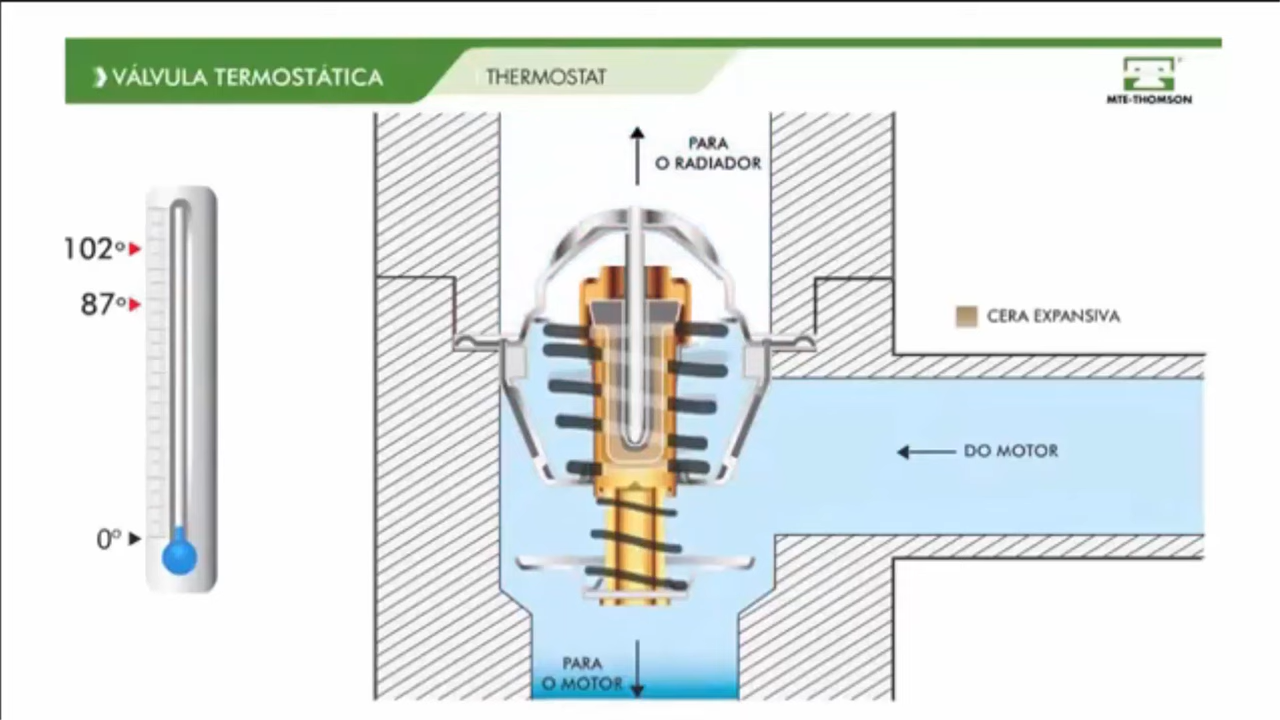 VÁLVULA TERMOSTÁTICA
THERMOSTAT
MTE-THOMSON
PARA
O RADIADOR
102º
87º
CERA EXPANSIVA
DO MOTOR
0º
PARA
O MOTOR